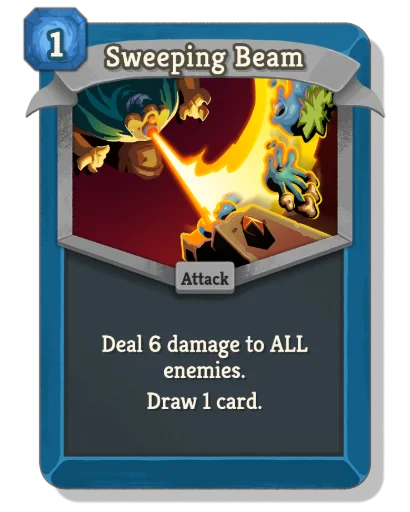 1
Sweeping Beam
Attack
Deal 6 damage to ALL
enemies.
Draw 1 card.